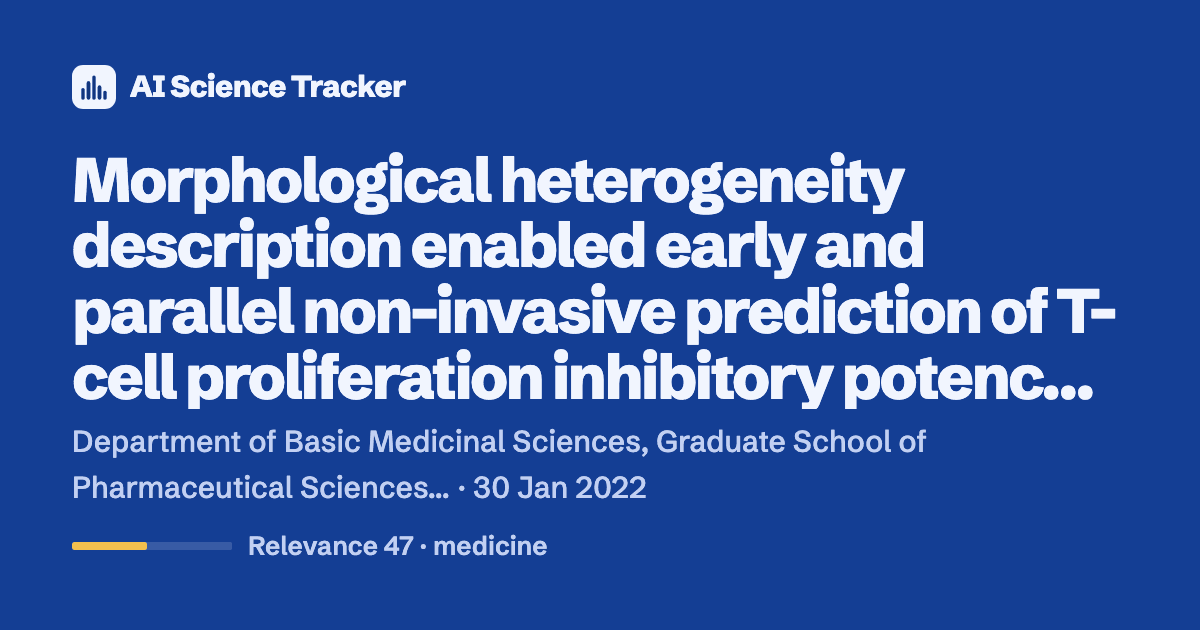 AI Science Tracker
Morphological heterogeneity
description enabled early and
parallel non-invasive prediction of T-
cell proliferation inhibitory potenc...
Department of Basic Medicinal Sciences, Graduate School of
Pharmaceutical Sciences... · 30 Jan 2022
Relevance 47 · medicine